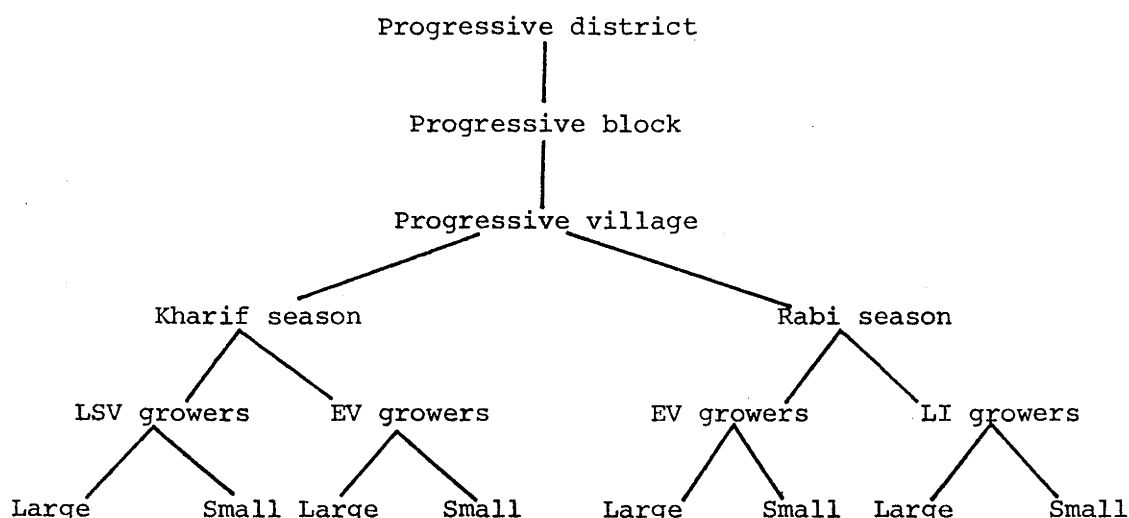 Progressive district
Progressive block
Progressive village
Kharif season Rabi season
LSV growers EV growers EV growers LI growers
Large Small Large Small Large Small Large Small